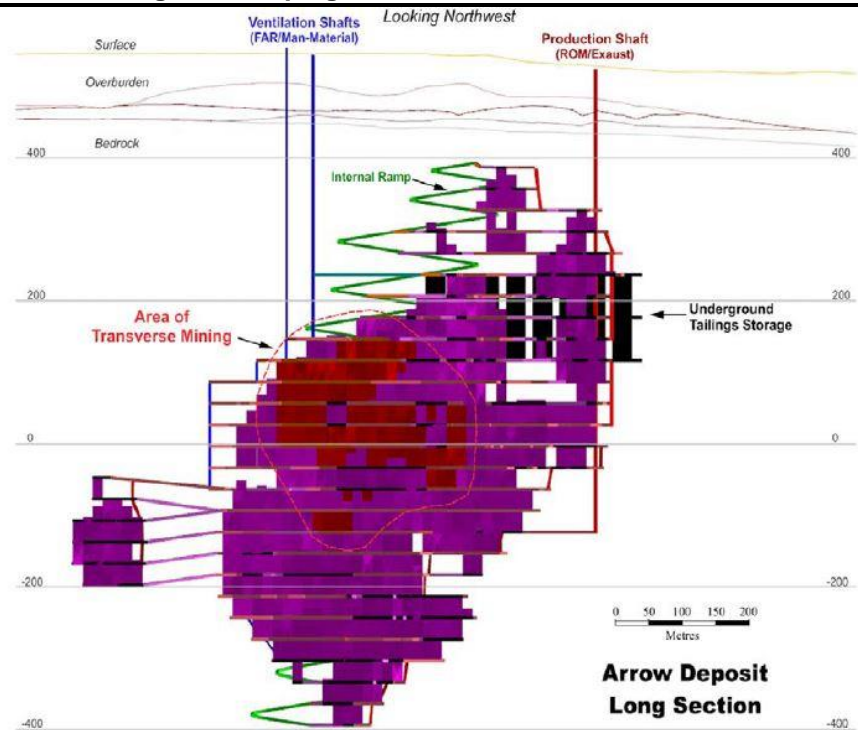 Looking Northwest
Ventilation Shafts
(FAR/Man-Material)
Production Shaft
(ROM/Exaust)
Surface
Overburden
Bedrock
400
400
Internal Ramp
200
200
Area of
Transverse Mining
Underground
Tailings Storage
0
0
-200
-200
0 50 100 150 200
Metres
Arrow Deposit
Long Section
-400
-400